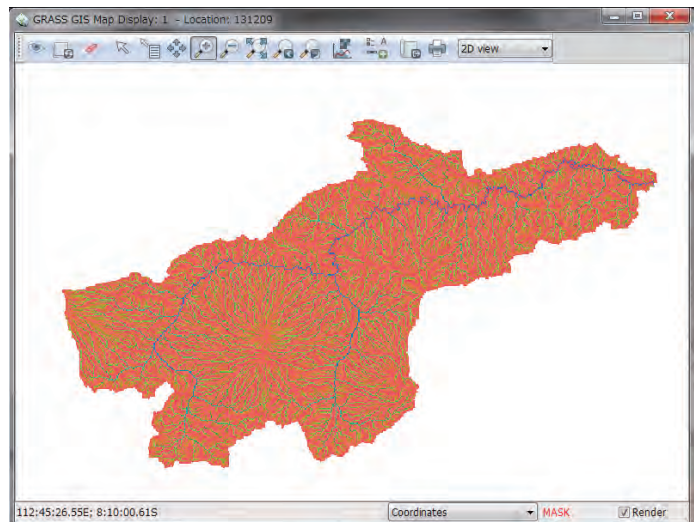 GRASS GIS Map Display: 1 - Location: 131209
2D view
112:45:26.55E; 8:10:00.61S
Coordinates
MASK
Render